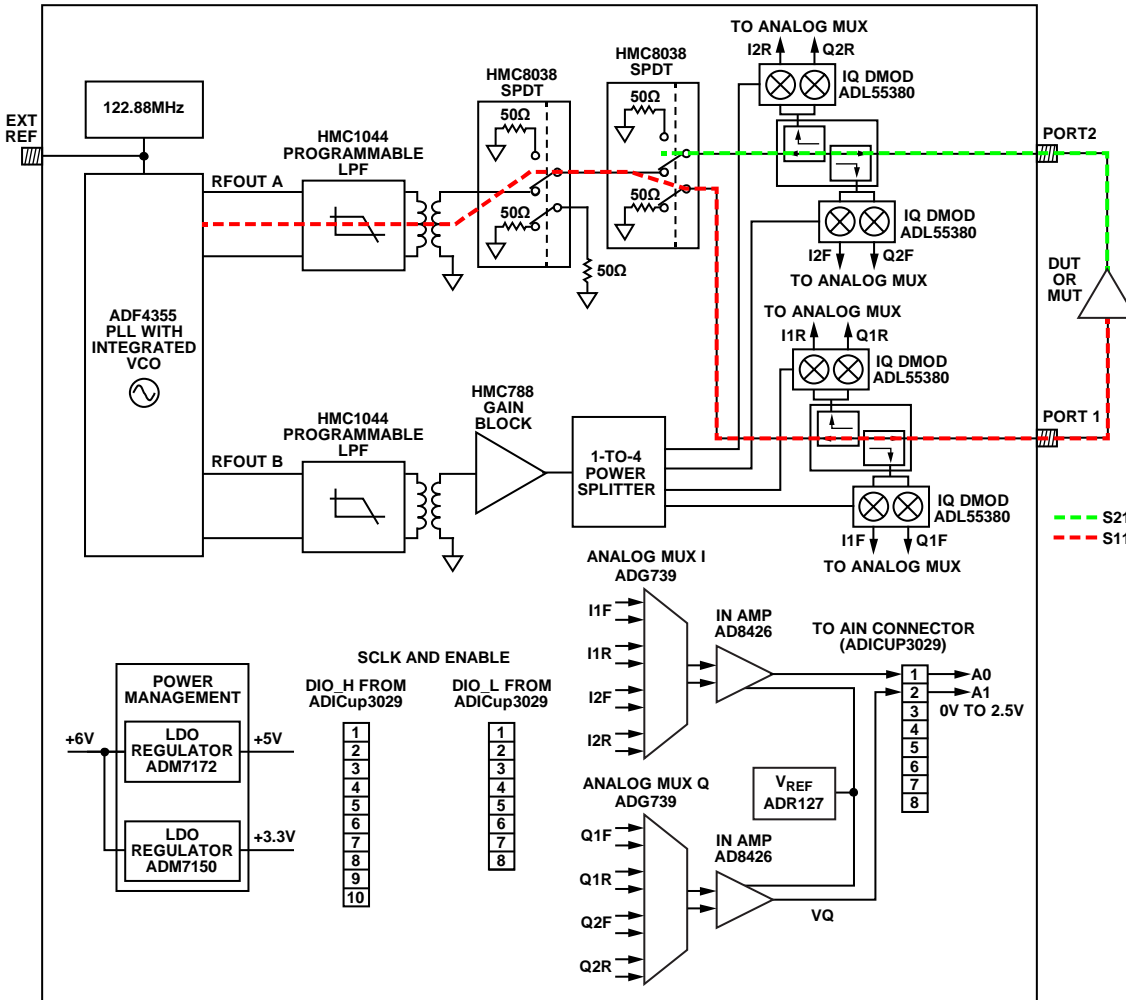 TO ANALOG MUX
I2R
Q2R
IQ DMOD
ADL55380
HMC8038
SPDT
50Ω
50Ω
HMC8038
SPDT
50Ω
50Ω
50Ω
122.88MHz
EXT
REF
HMC1044
PROGRAMMABLE
LPF
RFOUT A
PORT2
IQ DMOD
ADL55380
I2F
Q2F
TO ANALOG MUX
DUT
OR
MUT
ADF4355
PLL WITH
INTEGRATED
VCO
TO ANALOG MUX
I1R
Q1R
IQ DMOD
ADL55380
HMC1044
PROGRAMMABLE
LPF
RFOUT B
HMC788
GAIN
BLOCK
1-TO-4
POWER
SPLITTER
PORT 1
IQ DMOD
ADL55380
I1F
Q1F
TO ANALOG MUX
S21
S11
ANALOG MUX I
ADG739
I1F
I1R
I2F
I2R
IN AMP
AD8426
TO AIN CONNECTOR
(ADICUP3029)
1
2
3
4
5
6
7
8
A0
A1
0V TO 2.5V
POWER
MANAGEMENT
+6V
LDO
REGULATOR
ADM7172
+5V
LDO
REGULATOR
ADM7150
+3.3V
SCLK AND ENABLE
DIO_H FROM
ADICup3029
1
2
3
4
5
6
7
8
9
10
DIO_L FROM
ADICup3029
1
2
3
4
5
6
7
8
VREF
ADR127
ANALOG MUX Q
ADG739
Q1F
Q1R
Q2F
Q2R
IN AMP
AD8426
VQ